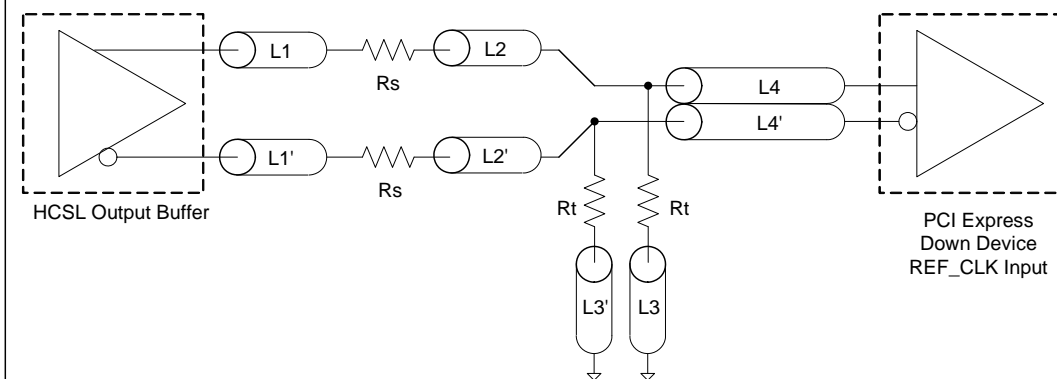 L1
Rs
L2
L4
L4'
L1'
Rs
L2'
HCSL Output Buffer
Rt
Rt
L3'
L3
PCI Express
Down Device
REF_CLK Input